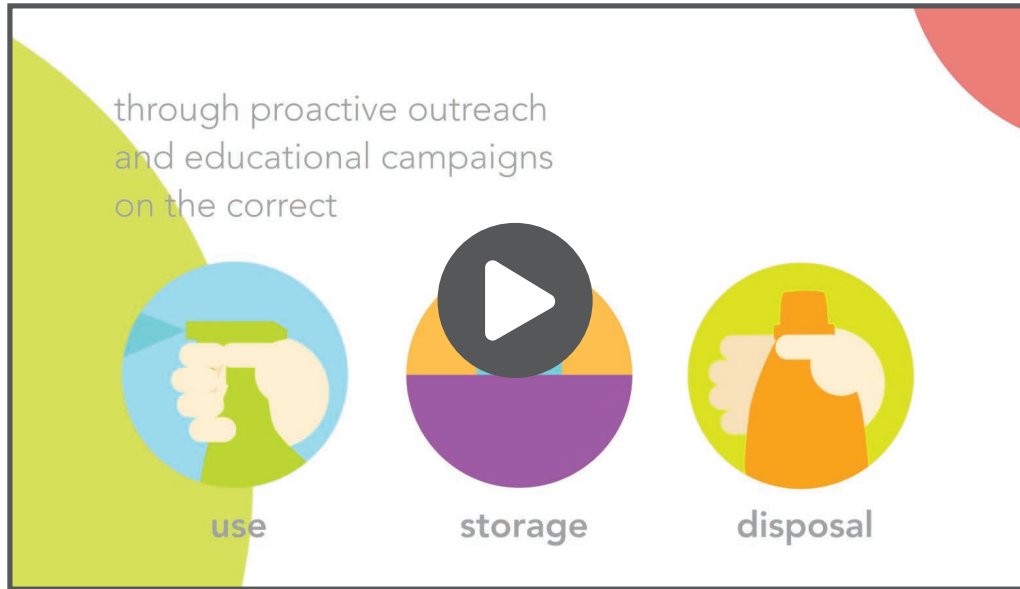 through proactive outreach
and educational campaigns
on the correct
use storage disposal